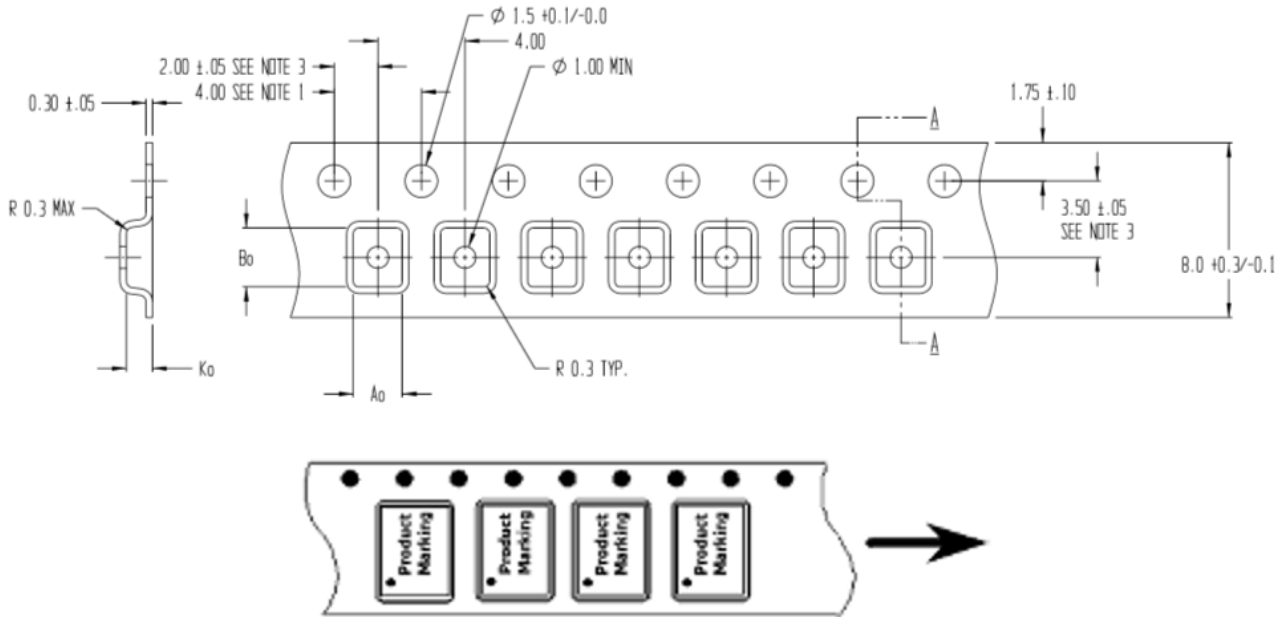 Ø 1.5 +0.1/-0.0
4.00
2.00 ±.05 SEE NOTE 3
Ø 1.00 MIN
4.00 SEE NOTE 1
0.30 ±.05
1.75 ±.10
A
R 0.3 MAX
3.50 ±.05
SEE NOTE 3
Bo
8.0 +0.3/-0.1
A
Ko
R 0.3 TYP.
Ao
Product
Marking
Product
Marking
Product
Marking
Product
Marking